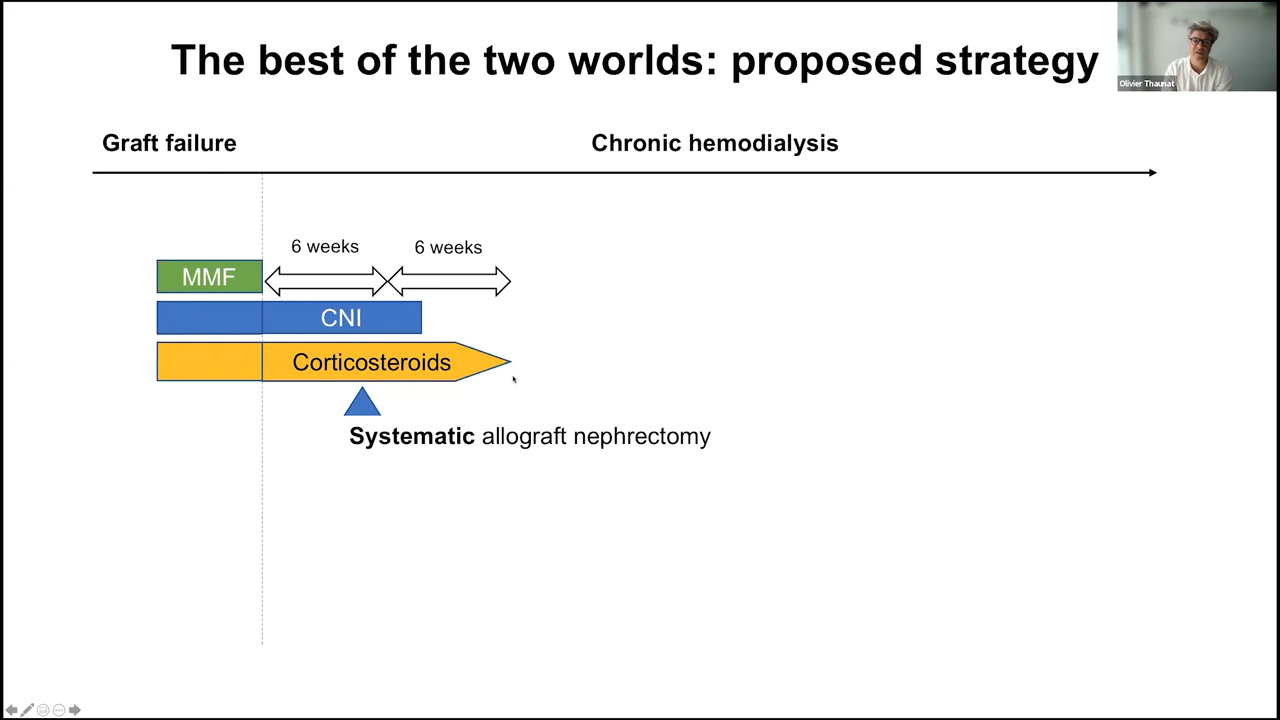 The best of the two worlds: proposed strategy
Olivier Thaunat
Graft failure
Chronic hemodialysis
6 weeks
6 weeks
MMF
CNI
Corticosteroids
Systematic allograft nephrectomy